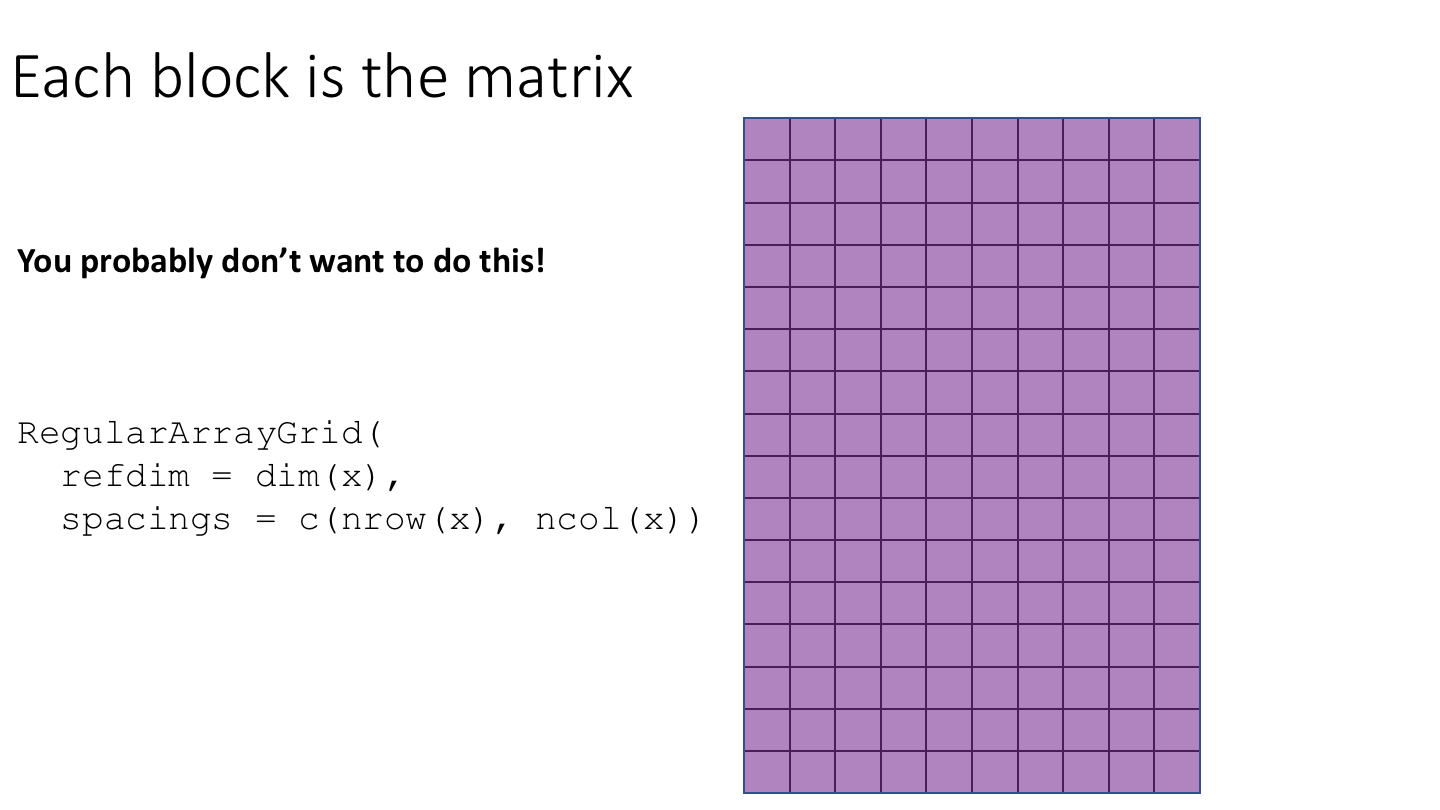 Each block is the matrix
You probably don’t want to do this!
RegularArrayGrid(
  refdim = dim(x),
  spacings = c(nrow(x), ncol(x))